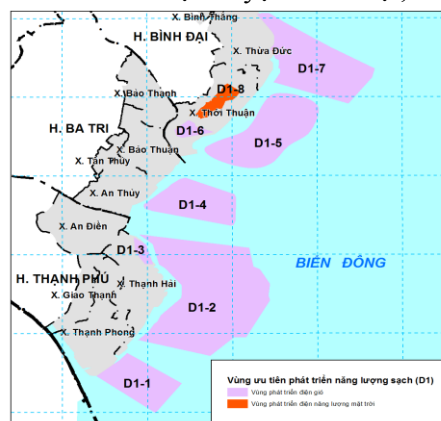 X. Bình Thắng
H. BÌNH ĐẠI
X. Thừa Đức
D1-7
D1-8
X. Bảo Thạnh
X. Thới Thuận
H. BA TRI
D1-6
D1-5
X. Bảo Thuận
X. Tân Thủy
X. An Thủy
D1-4
X. An Điền
D1-3
BIỂN ĐÔNG
H. THẠNH PHÚ
X. Thạnh Hải
X. Giao Thạnh
D1-2
X. Thạnh Phong
D1-1
Vùng ưu tiên phát triển năng lượng sạch (D1)
Vùng phát triển điện gió
Vùng phát triển điện năng lượng mặt trời